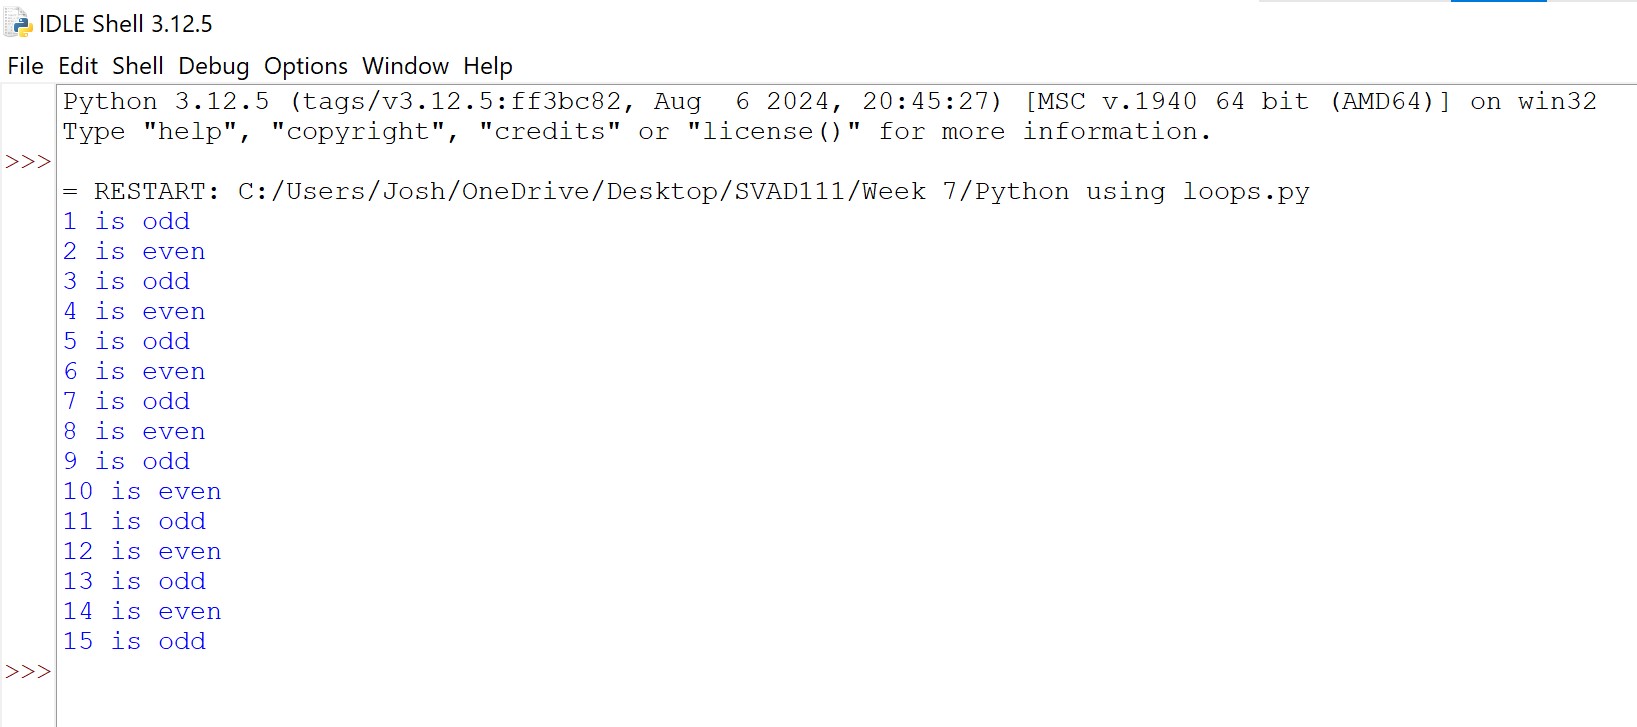 IDLE Shell 3.12.5
File Edit Shell Debug Options Window Help
Python 3.12.5 (tags/v3.12.5:ff3bc82, Aug  6 2024, 20:45:27) [MSC v.1940 64 bit (AMD64)] on win32
Type "help", "copyright", "credits" or "license()" for more information.
>>>
= RESTART: C:/Users/Josh/OneDrive/Desktop/SVAD111/Week 7/Python using loops.py
1 is odd
2 is even
3 is odd
4 is even
5 is odd
6 is even
7 is odd
8 is even
9 is odd
10 is even
11 is odd
12 is even
13 is odd
14 is even
15 is odd
>>>